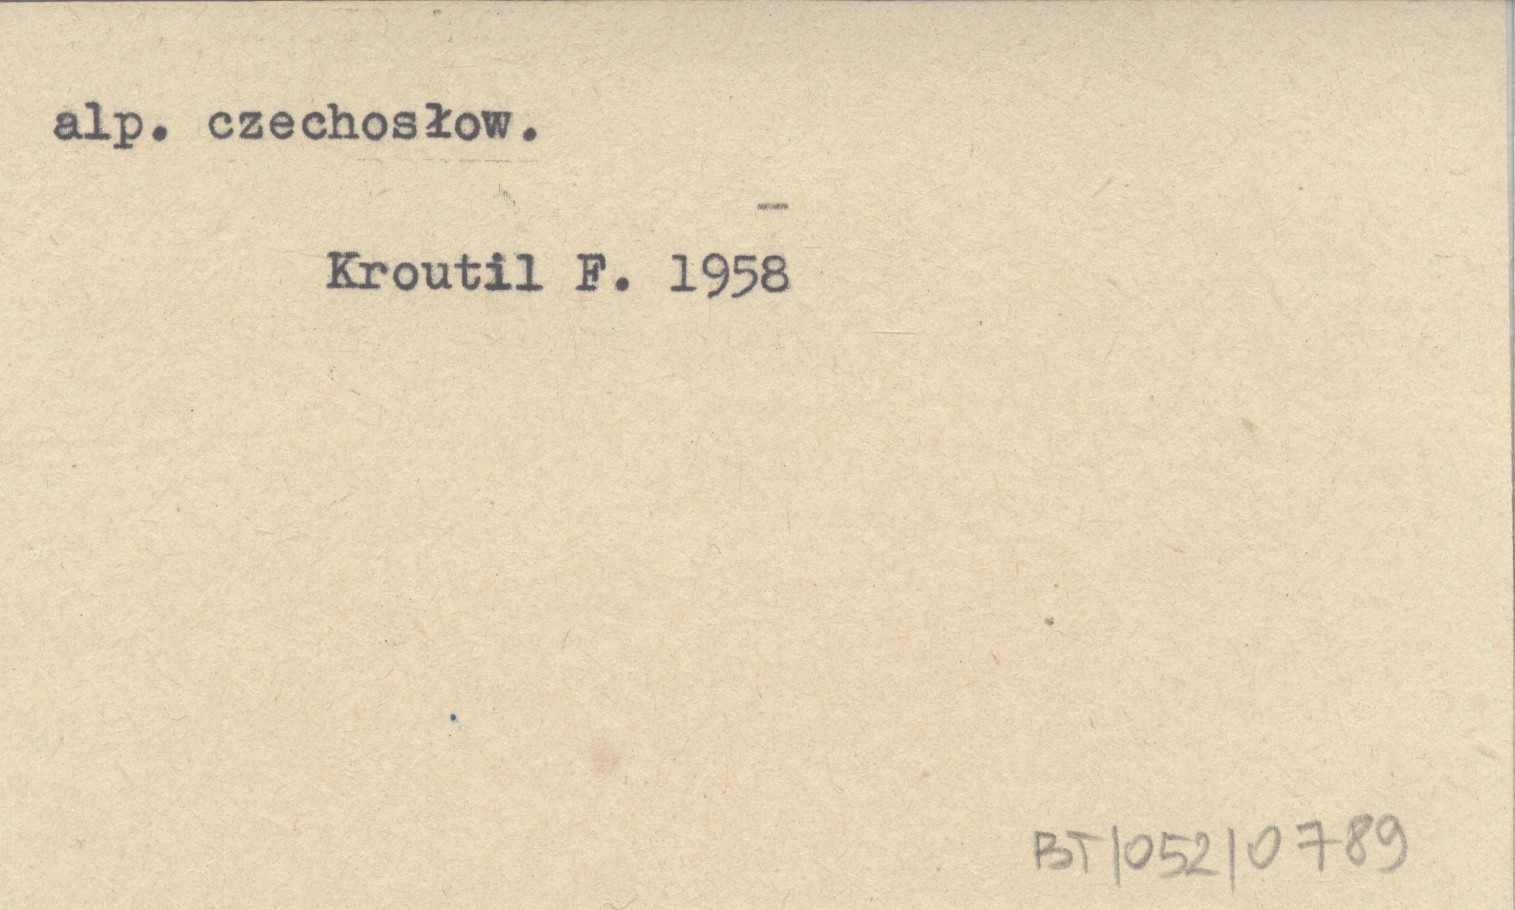 alp. czechosłow.
Kroutil F. 1958
BT/052/0789